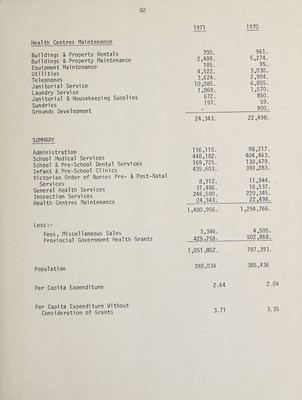 82
1971 1970
Health Centres Maintenance
Buildings & Property Rentals 700. 961.
Buildings & Property Maintenance 2,489. 5,274.
Equipment Maintenance 185. 95.
Utilities 4,522. 3,030.
Telephones 3,624. 2,904.
Janitorial Service 10,085. 6,855.
Laundry Service 1,869. 1,570.
Janitorial & Housekeeping Supplies 672. 850.
Sundries 197. 59.
Grounds Development - 900.
24,343. 22,498.
SUMMARY
Administration 116,115. 98,217.
School Medical Services 448,182. 404,463.
School & Pre-School Dental Services 169,725. 130,479.
Infant & Pre-School Clinics 435,603. 390,283.
Victorian Order of Nurses Pre- & Post-Natal
Services 8,912. 11,944.
General Health Services 31,486. 16,537.
Inspection Services 246,590. 220,345.
Health Centres Maintenance 24,343. 22,498.
1,480,956. 1,294,766.
Less:-
Fees, Miscellaneous Sales 3,346. 4,505.
Provincial Government Health Grants 425,758. 502,868.
1,051,852. 787,393.
Population 398,034 385,436
Per Capita Expenditure 2.64 2.04
Per Capita Expenditure Without
Consideration of Grants 3.71 3.35